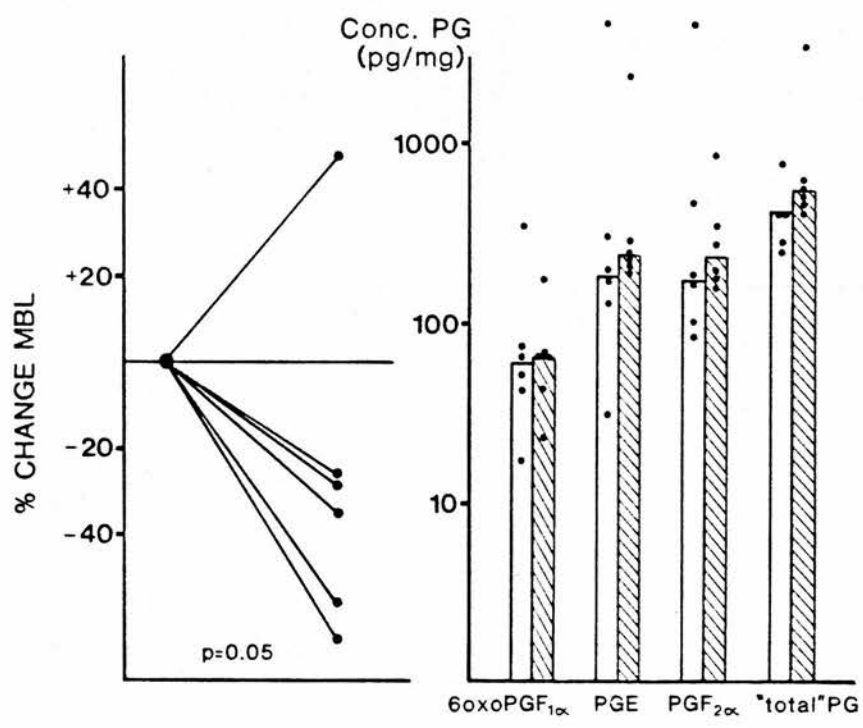 % CHANGE MBL
+40
+20
−20
−40
p=0.05
Conc. PG
(pg/mg)
1000
100
10
6oxoPGF₁α PGE PGF₂α "total"PG